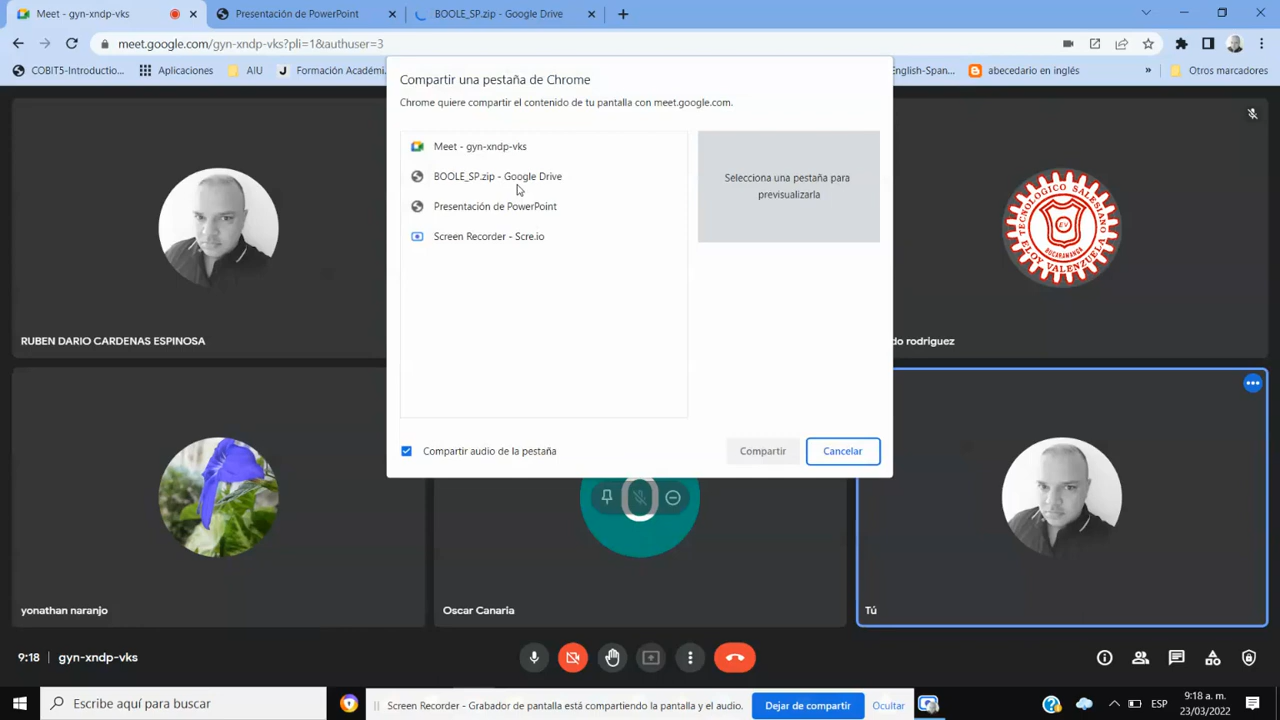 Meet - gyn-xndp-vks
Presentación de PowerPoint
BOOLE_SP.zip - Google Drive
meet.google.com/gyn-xndp-vks?pli=1&authuser=3
COBIT5-Introductio...
Aplicaciones
AIU
Formación Académi...
English-Span...
abecedario en inglés
»
Otros marcadores
Compartir una pestaña de Chrome
Chrome quiere compartir el contenido de tu pantalla con meet.google.com.
Meet - gyn-xndp-vks
BOOLE_SP.zip - Google Drive
Presentación de PowerPoint
Screen Recorder - Scre.io
Selecciona una pestaña para
previsualizarla
Compartir audio de la pestaña
Compartir
Cancelar
TECNOLOGICO SALESIANO
EV
BUCARAMANGA
ELOY VALENZUELA
RUBEN DARIO CARDENAS ESPINOSA
do rodriguez
yonathan naranjo
O
Oscar Canaria
Tú
9:18 | gyn-xndp-vks
Escribe aquí para buscar
Screen Recorder - Grabador de pantalla está compartiendo la pantalla y el audio.
Dejar de compartir
Ocultar
ESP
9:18 a. m.
23/03/2022